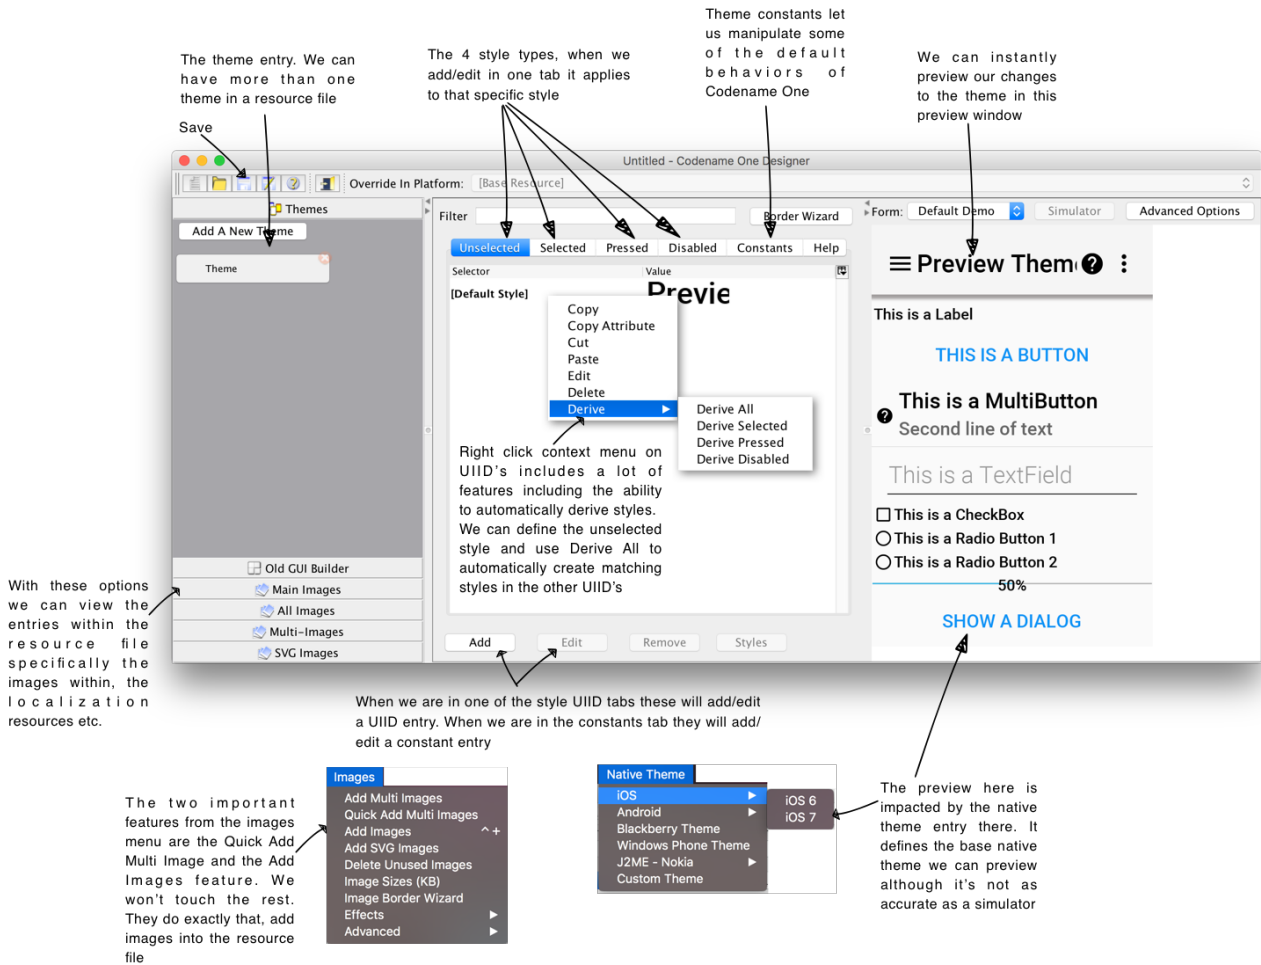 Theme constants let
us manipulate some
of the default
behaviors of
Codename One
The theme entry. We can
have more than one
theme in a resource file
The 4 style types, when we
add/edit in one tab it applies
to that specific style
We can instantly
preview our changes
to the theme in this
preview window
Save
Untitled - Codename One Designer
Override In Platform: [Base Resource]
Themes
Add A New Theme
Theme
Old GUI Builder
Main Images
All Images
Multi-Images
SVG Images
Filter
Border Wizard
Unselected Selected Pressed Disabled Constants Help
Selector Value
[Default Style] Previe
Copy
Copy Attribute
Cut
Paste
Edit
Delete
Derive
Derive All
Derive Selected
Derive Pressed
Derive Disabled
Right click context menu on
UIID's includes a lot of
features including the ability
to automatically derive styles.
We can define the unselected
style and use Derive All to
automatically create matching
styles in the other UIID's
Add Edit Remove Styles
Form: Default Demo Simulator Advanced Options
Preview Them
This is a Label
THIS IS A BUTTON
This is a MultiButton
Second line of text
This is a TextField
This is a CheckBox
This is a Radio Button 1
This is a Radio Button 2
50%
SHOW A DIALOG
With these options
we can view the
entries within the
resource file
specifically the
images within, the
localization
resources etc.
When we are in one of the style UIID tabs these will add/edit
a UIID entry. When we are in the constants tab they will add/
edit a constant entry
The two important
features from the images
menu are the Quick Add
Multi Image and the Add
Images feature. We
won't touch the rest.
They do exactly that, add
images into the resource
file
Images
Add Multi Images
Quick Add Multi Images
Add Images ^+
Add SVG Images
Delete Unused Images
Image Sizes (KB)
Image Border Wizard
Effects
Advanced
Native Theme
iOS
Android
Blackberry Theme
Windows Phone Theme
J2ME - Nokia
Custom Theme
iOS 6
iOS 7
The preview here is
impacted by the native
theme entry there. It
defines the base native
theme we can preview
although it's not as
accurate as a simulator